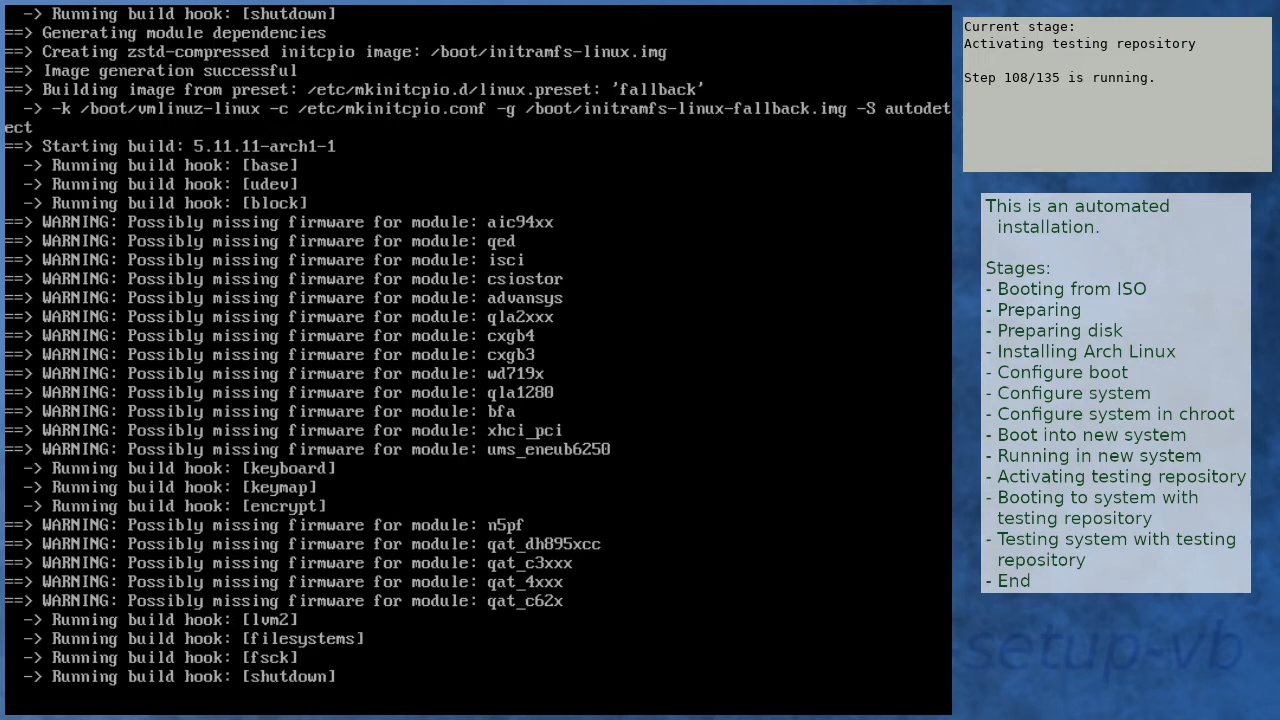 -> Running build hook: [shutdown]
==> Generating module dependencies
==> Creating zstd-compressed initcpio image: /boot/initramfs-linux.img
==> Image generation successful
==> Building image from preset: /etc/mkinitcpio.d/linux.preset: 'fallback'
-> -k /boot/vmlinuz-linux -c /etc/mkinitcpio.conf -g /boot/initramfs-linux-fallback.img -S autodet
ect
==> Starting build: 5.11.11-arch1-1
-> Running build hook: [base]
-> Running build hook: [udev]
-> Running build hook: [block]
==> WARNING: Possibly missing firmware for module: aic94xx
==> WARNING: Possibly missing firmware for module: qed
==> WARNING: Possibly missing firmware for module: isci
==> WARNING: Possibly missing firmware for module: csiostor
==> WARNING: Possibly missing firmware for module: advansys
==> WARNING: Possibly missing firmware for module: qla2xxx
==> WARNING: Possibly missing firmware for module: cxgb4
==> WARNING: Possibly missing firmware for module: cxgb3
==> WARNING: Possibly missing firmware for module: wd719x
==> WARNING: Possibly missing firmware for module: qla1280
==> WARNING: Possibly missing firmware for module: bfa
==> WARNING: Possibly missing firmware for module: xhci_pci
==> WARNING: Possibly missing firmware for module: ums_eneub6250
-> Running build hook: [keyboard]
-> Running build hook: [keymap]
-> Running build hook: [encrypt]
==> WARNING: Possibly missing firmware for module: n5pf
==> WARNING: Possibly missing firmware for module: qat_dh895xcc
==> WARNING: Possibly missing firmware for module: qat_c3xxx
==> WARNING: Possibly missing firmware for module: qat_4xxx
==> WARNING: Possibly missing firmware for module: qat_c62x
-> Running build hook: [lvm2]
-> Running build hook: [filesystems]
-> Running build hook: [fsck]
-> Running build hook: [shutdown]
Current stage:
Activating testing repository
Step 108/135 is running.
This is an automated
installation.
Stages:
- Booting from ISO
- Preparing
- Preparing disk
- Installing Arch Linux
- Configure boot
- Configure system
- Configure system in chroot
- Boot into new system
- Running in new system
- Activating testing repository
- Booting to system with
testing repository
- Testing system with testing
repository
- End
setup-vb